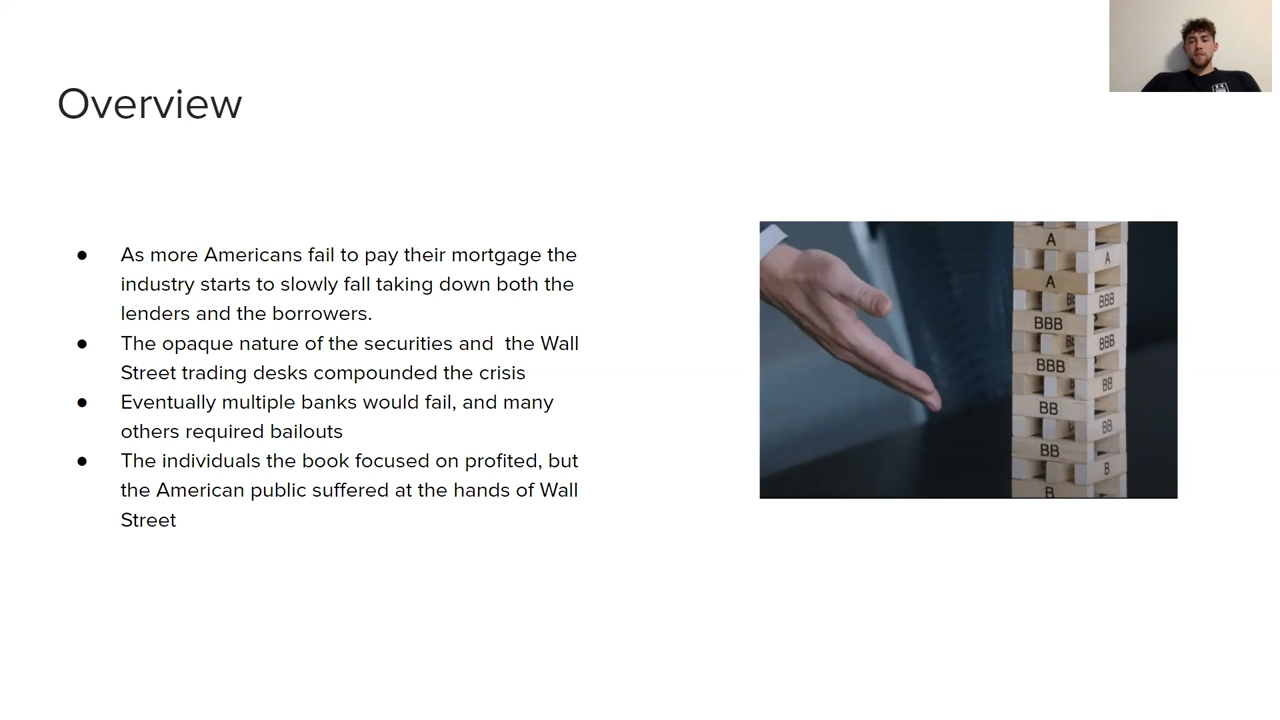 Overview
● As more Americans fail to pay their mortgage the
industry starts to slowly fall taking down both the
lenders and the borrowers.
● The opaque nature of the securities and  the Wall
Street trading desks compounded the crisis
● Eventually multiple banks would fail, and many
others required bailouts
● The individuals the book focused on profited, but
the American public suffered at the hands of Wall
Street
A
A
A
BBB
BBB
BBB
BBB
BB
BB
BB
BB
B
B